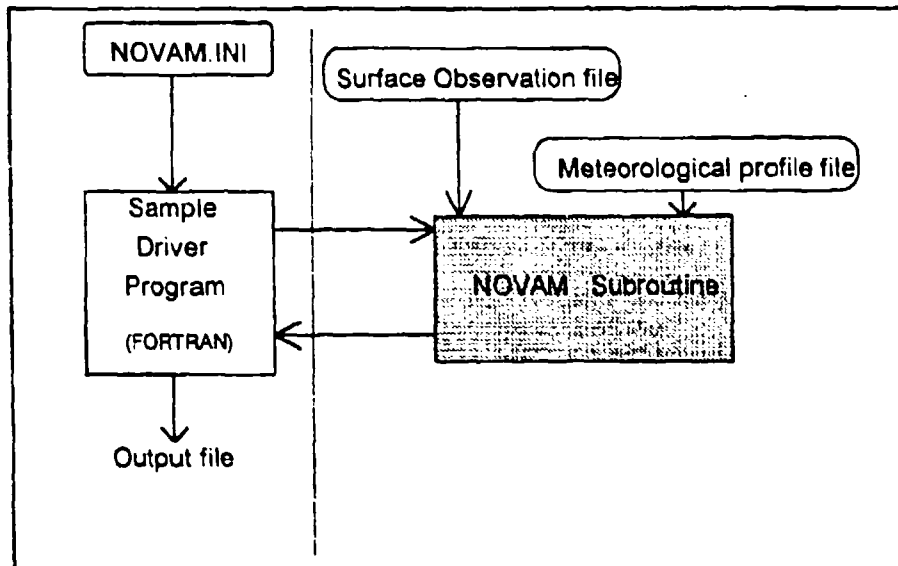 NOVAM.INI
Surface Observation file
Meteorological profile file
Sample
Driver
Program
(FORTRAN)
NOVAM Subroutine
Output file